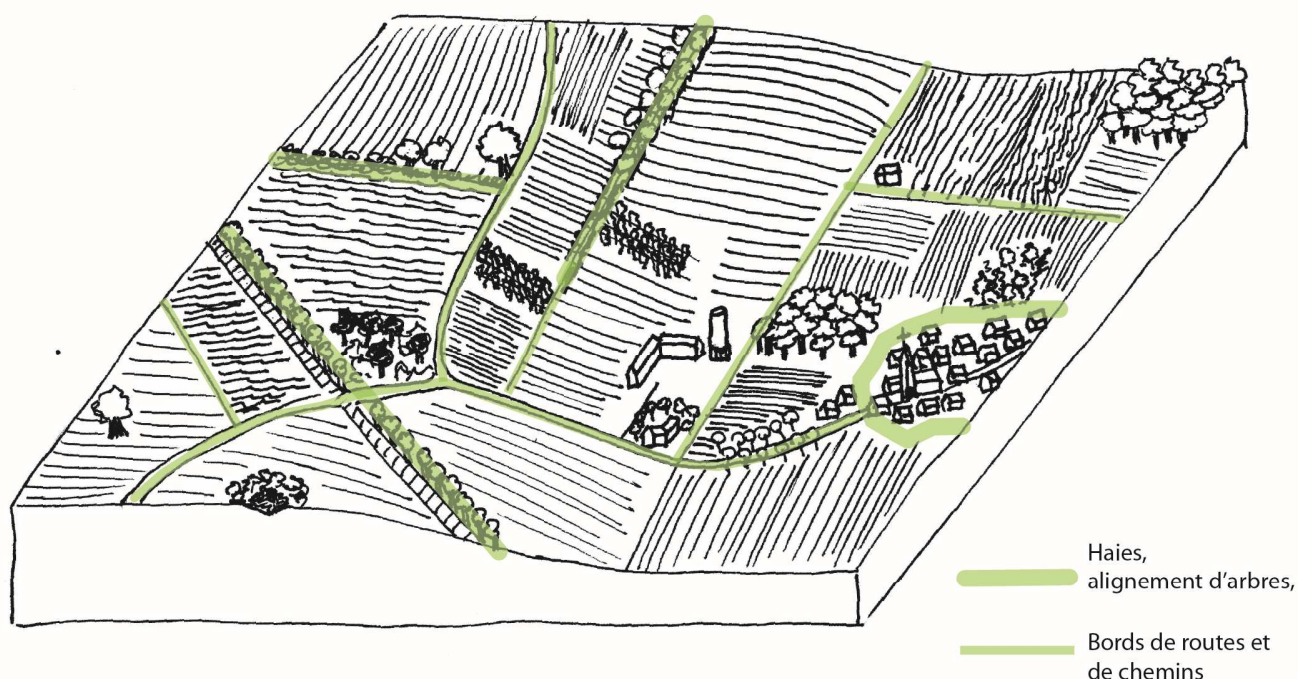 Haies,
alignement d'arbres,
Bords de routes et
de chemins